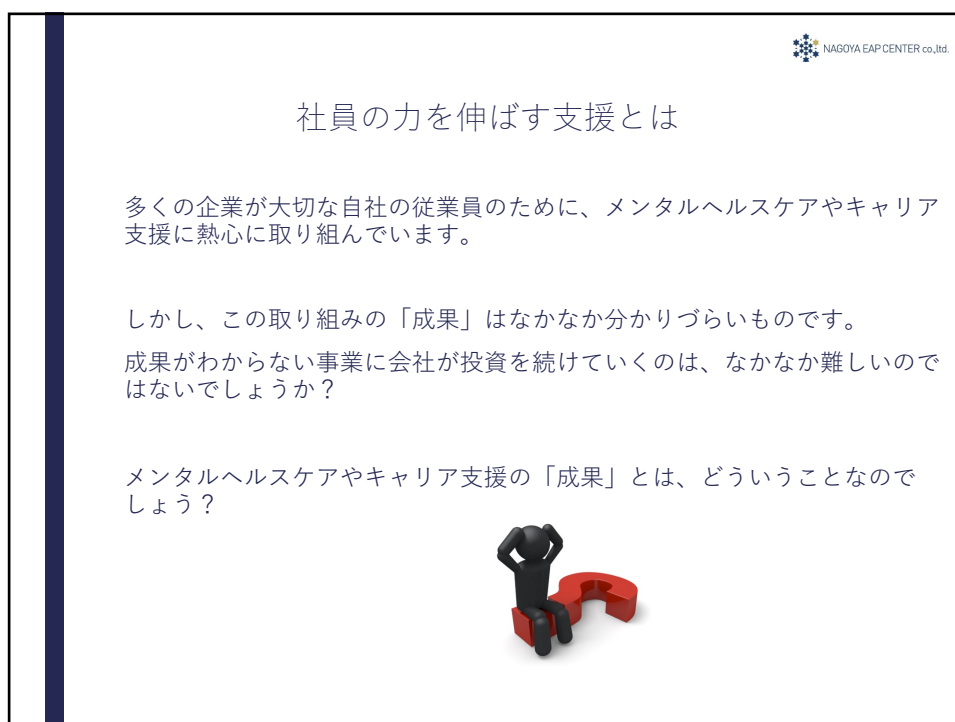 NAGOYA EAP CENTER co.,ltd.
社員の力を伸ばす支援とは
多くの企業が大切な自社の従業員のために、メンタルヘルスケアやキャリア
支援に熱心に取り組んでいます。
しかし、この取り組みの「成果」はなかなか分かりづらいものです。
成果がわからない事業に会社が投資を続けていくのは、なかなか難しいので
はないでしょうか？
メンタルヘルスケアやキャリア支援の「成果」とは、どういうことなので
しょう？